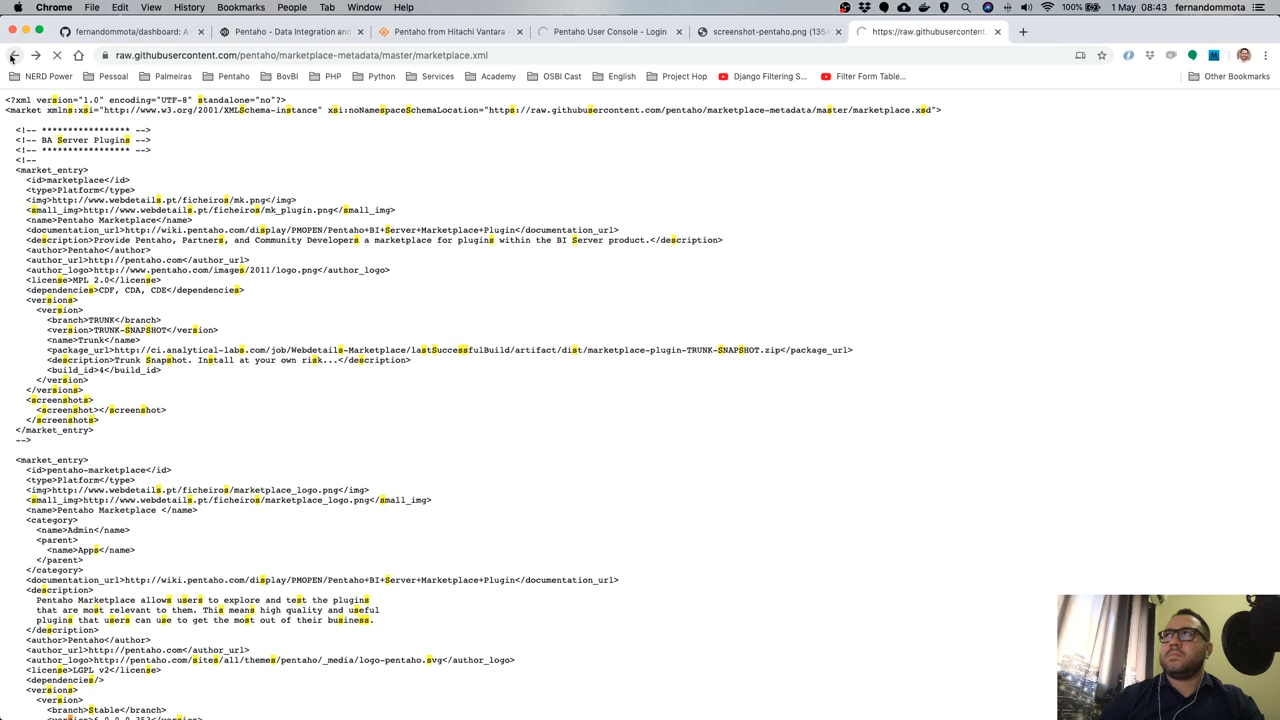 Chrome File Edit View History Bookmarks People Tab Window Help 100% 1 May 08:43 fernandommota
fernandommota/dashboard: A Pentaho - Data Integration and Pentaho from Hitachi Vantara - Pentaho User Console - Login screenshot-pentaho.png (1354 https://raw.githubusercontent.co
raw.githubusercontent.com/pentaho/marketplace-metadata/master/marketplace.xml
NERD Power Pessoal Palmeiras Pentaho BovBI PHP Python Services Academy OSBI Cast English Project Hop Django Filtering S... Filter Form Table... Other Bookmarks
<?xml version="1.0" encoding="UTF-8" standalone="no"?>
<market xmlns:xsi="http://www.w3.org/2001/XMLSchema-instance" xsi:noNamespaceSchemaLocation="https://raw.githubusercontent.com/pentaho/marketplace-metadata/master/marketplace.xsd">
<!-- ***************** -->
<!-- BA Server Plugins -->
<!-- ***************** -->
<!--
<market_entry>
<id>marketplace</id>
<type>Platform</type>
<img>http://www.webdetails.pt/ficheiros/mk.png</img>
<small_img>http://www.webdetails.pt/ficheiros/mk_plugin.png</small_img>
<name>Pentaho Marketplace</name>
<documentation_url>http://wiki.pentaho.com/display/PMOPEN/Pentaho+BI+Server+Marketplace+Plugin</documentation_url>
<description>Provide Pentaho, Partners, and Community Developers a marketplace for plugins within the BI Server product.</description>
<author>Pentaho</author>
<author_url>http://pentaho.com</author_url>
<author_logo>http://www.pentaho.com/images/2011/logo.png</author_logo>
<license>MPL 2.0</license>
<dependencies>CDF, CDA, CDE</dependencies>
<versions>
<version>
<branch>TRUNK</branch>
<version>TRUNK-SNAPSHOT</version>
<name>Trunk</name>
<package_url>http://ci.analytical-labs.com/job/Webdetails-Marketplace/lastSuccessfulBuild/artifact/dist/marketplace-plugin-TRUNK-SNAPSHOT.zip</package_url>
<description>Trunk Snapshot. Install at your own risk...</description>
<build_id>4</build_id>
</version>
</versions>
<screenshots>
<screenshot></screenshot>
</screenshots>
</market_entry>
-->
<market_entry>
<id>pentaho-marketplace</id>
<type>Platform</type>
<img>http://www.webdetails.pt/ficheiros/marketplace_logo.png</img>
<small_img>http://www.webdetails.pt/ficheiros/marketplace_logo.png</small_img>
<name>Pentaho Marketplace </name>
<category>
<name>Admin</name>
<parent>
<name>Apps</name>
</parent>
</category>
<documentation_url>http://wiki.pentaho.com/display/PMOPEN/Pentaho+BI+Server+Marketplace+Plugin</documentation_url>
<description>
Pentaho Marketplace allows users to explore and test the plugins
that are most relevant to them. This means high quality and useful
plugins that users can use to get the most out of their business.
</description>
<author>Pentaho</author>
<author_url>http://pentaho.com</author_url>
<author_logo>http://pentaho.com/sites/all/themes/pentaho/_media/logo-pentaho.svg</author_logo>
<license>LGPL v2</license>
<dependencies/>
<versions>
<version>
<branch>Stable</branch>